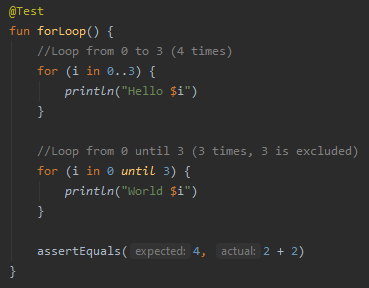 @Test
fun forLoop() {
//Loop from 0 to 3 (4 times)
for (i in 0..3) {
println("Hello $i")
}
//Loop from 0 until 3 (3 times, 3 is excluded)
for (i in 0 until 3) {
println("World $i")
}
assertEquals( expected: 4, actual: 2 + 2)
}